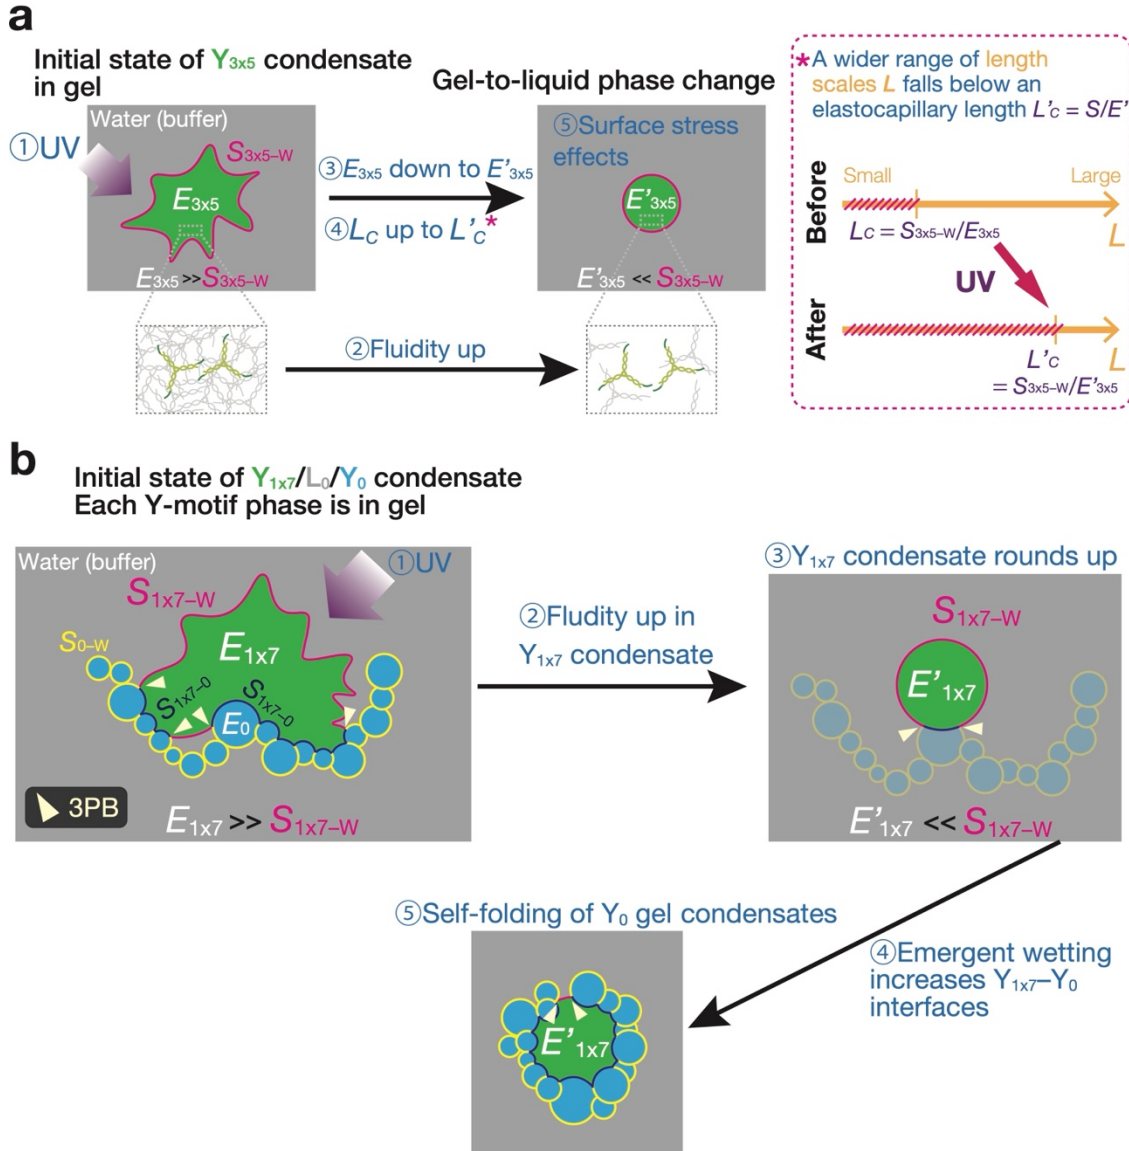 a
Initial state of Y3x5 condensate
in gel
Water (buffer)
①UV
S3x5–W
E3x5
E3x5 >> S3x5–W
③E3x5 down to E'3x5
④LC up to L'C*
②Fluidity up
Gel-to-liquid phase change
⑤Surface stress
effects
E'3x5
E'3x5 << S3x5–W
*A wider range of length
scales L falls below an
elastocapillary length L'C = S/E'
Before
Small
Large
LC = S3x5–W/E3x5
L
UV
After
L'C
= S3x5–W/E'3x5
L
b
Initial state of Y1x7/L0/Y0 condensate
Each Y-motif phase is in gel
Water (buffer)
①UV
S1x7–W
S0–W
E1x7
S1x7–0
S1x7–0
E0
3PB
E1x7 >> S1x7–W
②Fludity up in
Y1x7 condensate
③Y1x7 condensate rounds up
S1x7–W
E'1x7
E'1x7 << S1x7–W
④Emergent wetting
increases Y1x7–Y0
interfaces
⑤Self-folding of Y0 gel condensates
E'1x7